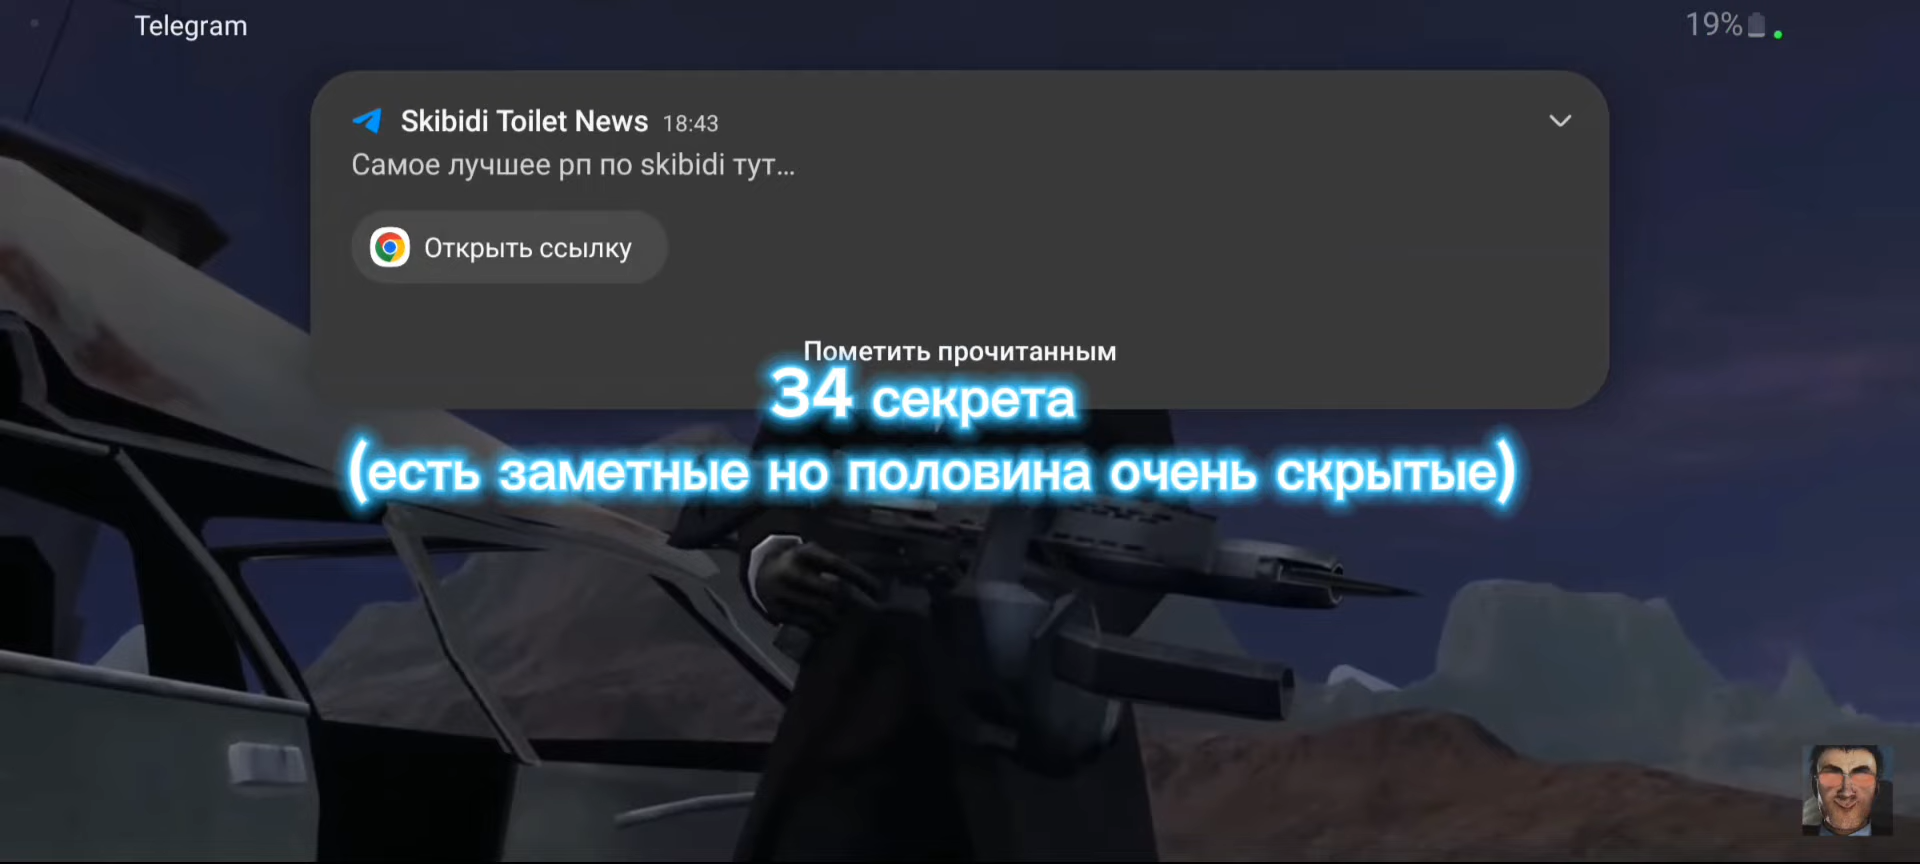 Telegram
19%
Skibidi Toilet News 18:43
Самое лучшее рп по skibidi тут...
Открыть ссылку
Пометить прочитанным
34 секрета
(есть заметные но половина очень скрытые)